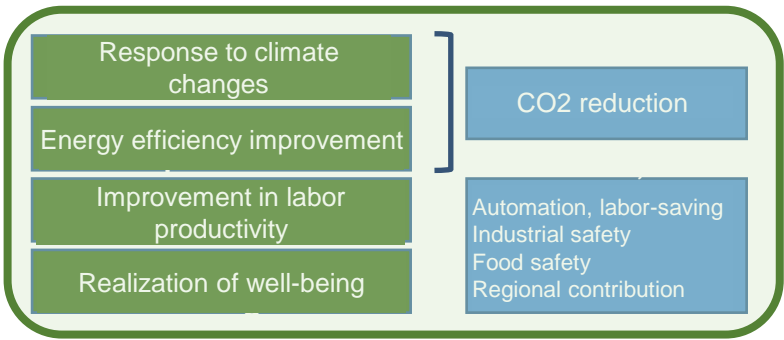 Response to climate
changes
Energy efficiency improvement
Improvement in labor
productivity
Realization of well-being
CO2 reduction
Automation, labor-saving
Industrial safety
Food safety
Regional contribution